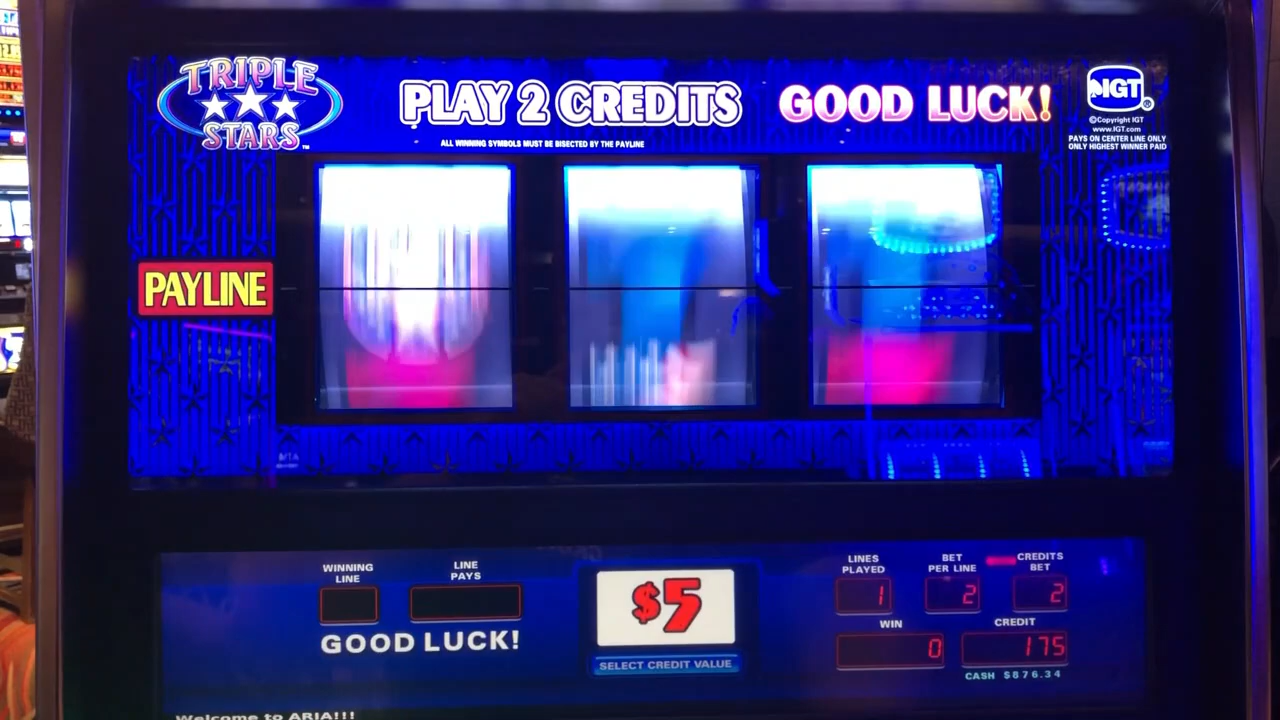 TRIPLE
STARS™
PLAY 2 CREDITS
GOOD LUCK!
IGT®
©Copyright IGT
www.IGT.com
PAYS ON CENTER LINE ONLY
ONLY HIGHEST WINNER PAID
ALL WINNING SYMBOLS MUST BE BISECTED BY THE PAYLINE
PAYLINE
WINNING
LINE
LINE
PAYS
GOOD LUCK!
$5
SELECT CREDIT VALUE
LINES
PLAYED
1
BET
PER LINE
2
CREDITS
BET
2
WIN
0
CREDIT
175
CASH $876.34
Welcome to ARIA!!!